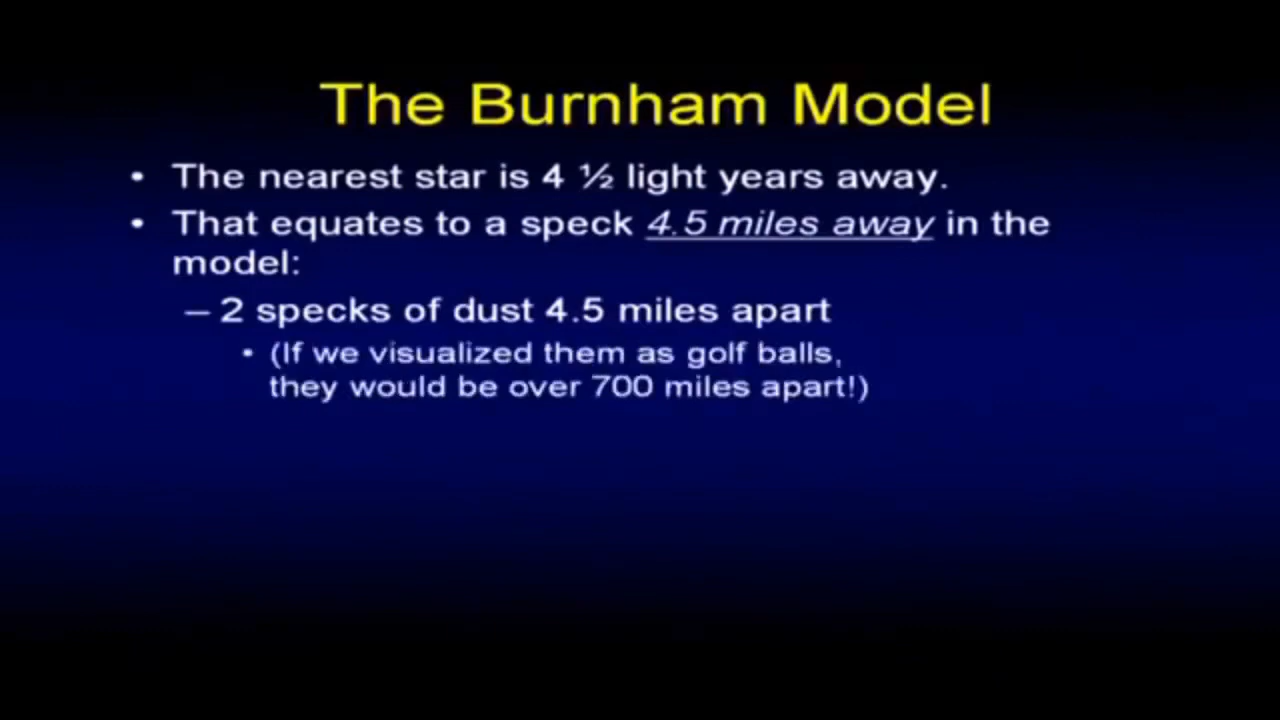 The Burnham Model
• The nearest star is 4 ½ light years away.
• That equates to a speck 4.5 miles away in the
model:
– 2 specks of dust 4.5 miles apart
• (If we visualized them as golf balls,
they would be over 700 miles apart!)